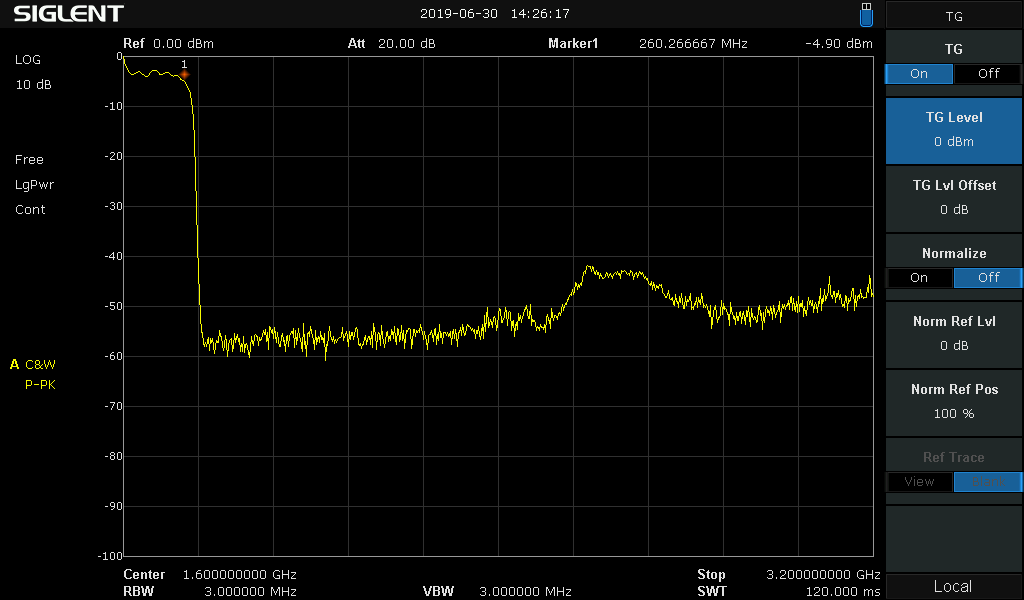 SIGLENT 2019-06-30 14:26:17 TG
Ref 0.00 dBm Att 20.00 dB Marker1 260.266667 MHz -4.90 dBm
LOG
10 dB
Free
LgPwr
Cont
A C&W
P-PK
0
-10
-20
-30
-40
-50
-60
-70
-80
-90
-100
1
Center 1.600000000 GHz Stop 3.200000000 GHz
RBW 3.000000 MHz VBW 3.000000 MHz SWT 120.000 ms
TG
On Off
TG Level
0 dBm
TG Lvl Offset
0 dB
Normalize
On Off
Norm Ref Lvl
0 dB
Norm Ref Pos
100 %
Ref Trace
View
Local